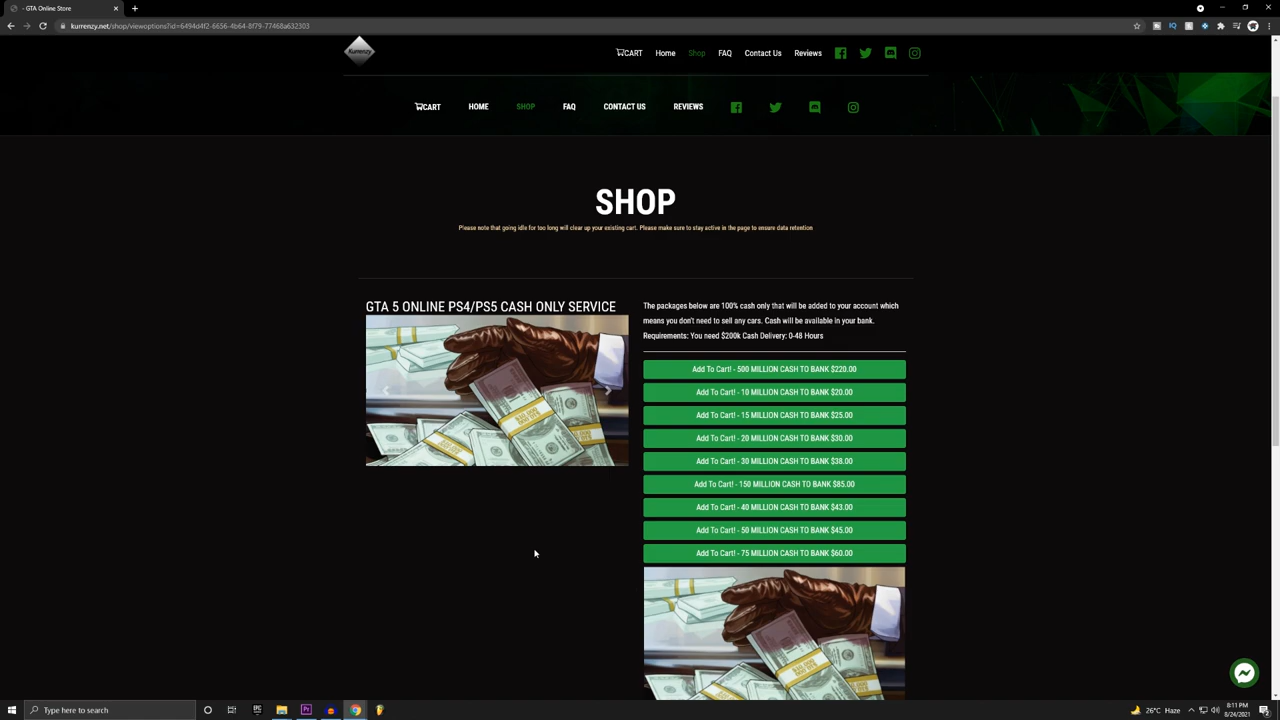 - GTA Online Store
kurrenzy.net/shop/viewoptions?id=6494d4f2-6656-4b64-8f79-77468a632303
Kurrenzy
CART Home Shop FAQ Contact Us Reviews
CART HOME SHOP FAQ CONTACT US REVIEWS
SHOP
Please note that going idle for too long will clear up your existing cart. Please make sure to stay active in the page to ensure data retention
GTA 5 ONLINE PS4/PS5 CASH ONLY SERVICE
The packages below are 100% cash only that will be added to your account which
means you don't need to sell any cars. Cash will be available in your bank.
Requirements: You need $200k Cash Delivery: 0-48 Hours
Add To Cart! - 500 MILLION CASH TO BANK $220.00
Add To Cart! - 10 MILLION CASH TO BANK $20.00
Add To Cart! - 15 MILLION CASH TO BANK $25.00
Add To Cart! - 20 MILLION CASH TO BANK $30.00
Add To Cart! - 30 MILLION CASH TO BANK $38.00
Add To Cart! - 150 MILLION CASH TO BANK $85.00
Add To Cart! - 40 MILLION CASH TO BANK $43.00
Add To Cart! - 50 MILLION CASH TO BANK $45.00
Add To Cart! - 75 MILLION CASH TO BANK $60.00
Type here to search
26°C Haze
8:11 PM
8/24/2021